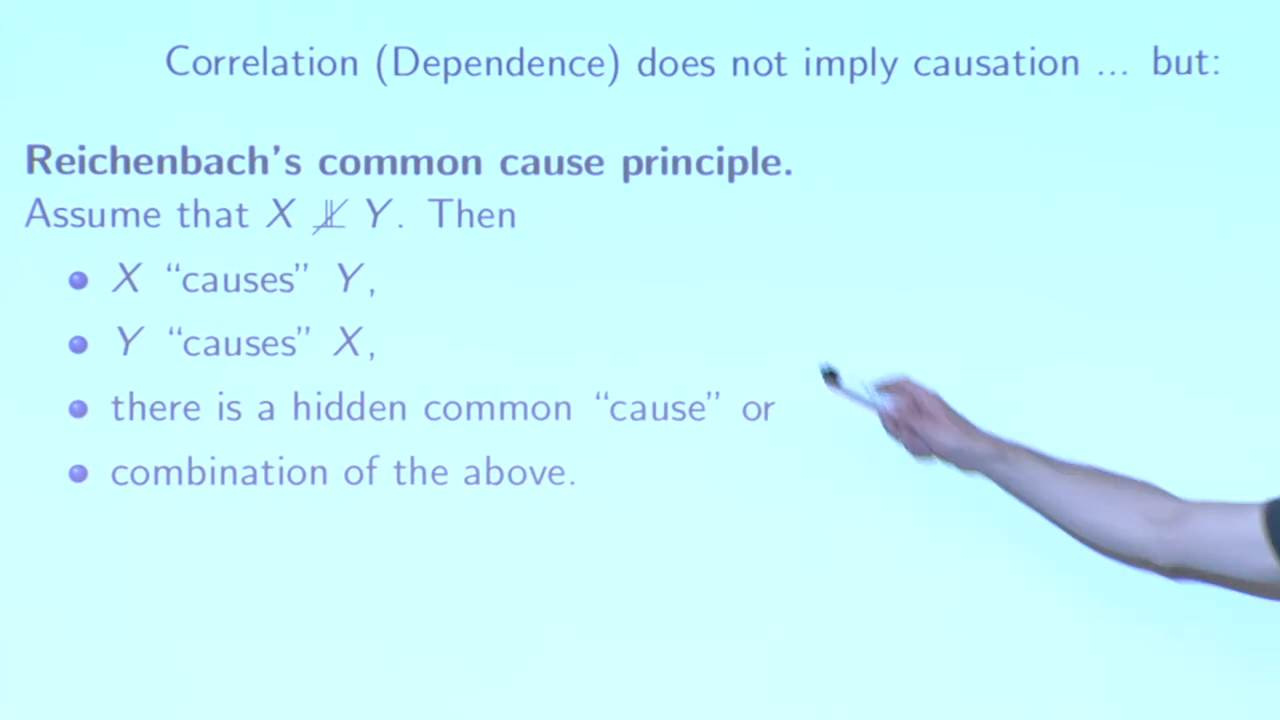 Correlation (Dependence) does not imply causation ... but:
Reichenbach's common cause principle.
Assume that X ⫫̸ Y. Then
• X “causes” Y,
• Y “causes” X,
• there is a hidden common “cause” or
• combination of the above.